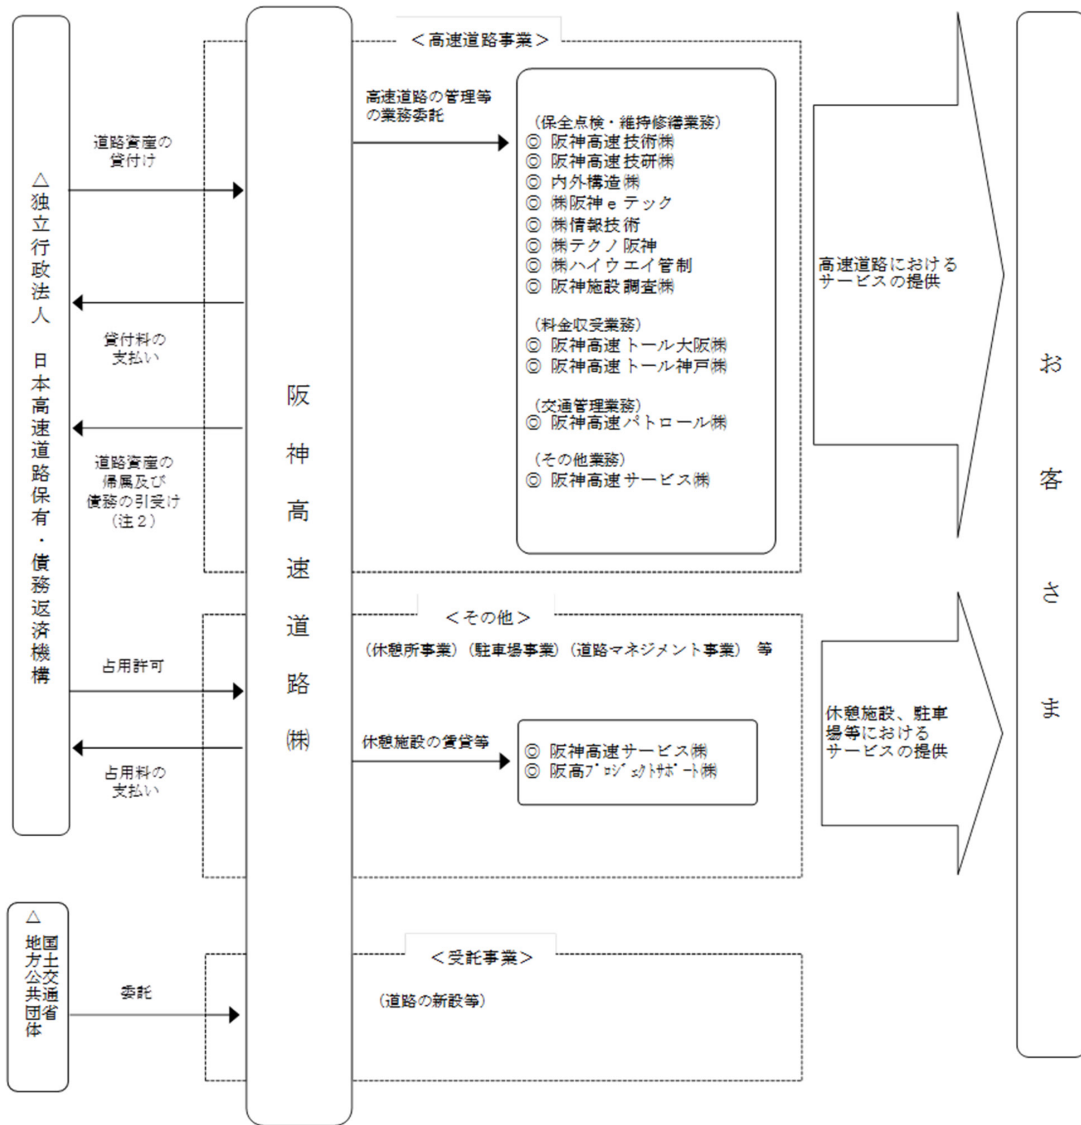 △独立行政法人 日本高速道路保有・債務返済機構
道路資産の
貸付け
貸付料の
支払い
道路資産の
帰属及び
債務の引受け
(注2)
占用許可
占用料の
支払い
△
国土交通省
地方公共団体
委託
阪神高速道路㈱
＜高速道路事業＞
高速道路の管理等
の業務委託
(保全点検・維持修繕業務)
◎ 阪神高速技術㈱
◎ 阪神高速技研㈱
◎ 内外構造㈱
◎ ㈱阪神eテック
◎ ㈱情報技術
◎ ㈱テクノ阪神
◎ ㈱ハイウエイ管制
◎ 阪神施設調査㈱
(料金収受業務)
◎ 阪神高速トール大阪㈱
◎ 阪神高速トール神戸㈱
(交通管理業務)
◎ 阪神高速パトロール㈱
(その他業務)
◎ 阪神高速サービス㈱
高速道路における
サービスの提供
＜その他＞
(休憩所事業)(駐車場事業)(道路マネジメント事業) 等
休憩施設の賃貸等
◎ 阪神高速サービス㈱
◎ 阪高ﾌﾟﾛｼﾞｪｸﾄｻﾎﾟｰﾄ㈱
休憩施設、駐車
場等における
サービスの提供
＜受託事業＞
(道路の新設等)
お客さま